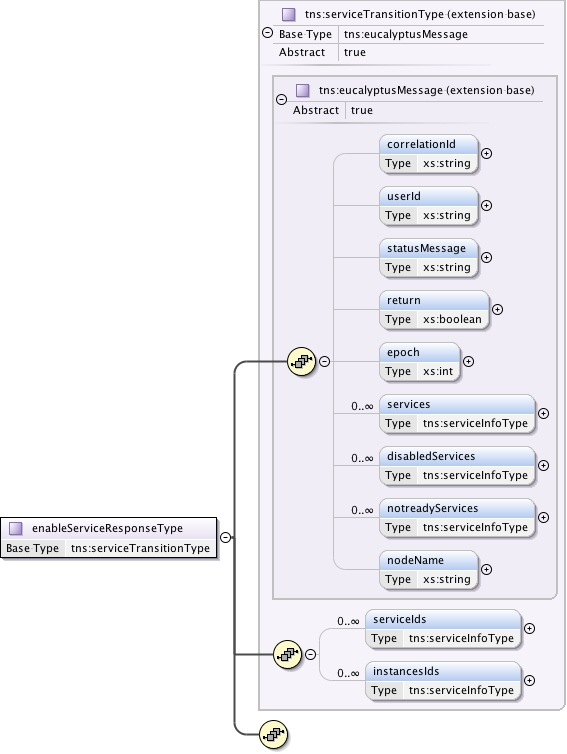 tns:serviceTransitionType (extension base)
Base Type tns:eucalyptusMessage
Abstract true
tns:eucalyptusMessage (extension base)
Abstract true
correlationId
Type xs:string
userId
Type xs:string
statusMessage
Type xs:string
return
Type xs:boolean
epoch
Type xs:int
0..∞ services
Type tns:serviceInfoType
0..∞ disabledServices
Type tns:serviceInfoType
0..∞ notreadyServices
Type tns:serviceInfoType
enableServiceResponseType
Base Type tns:serviceTransitionType
nodeName
Type xs:string
0..∞ serviceIds
Type tns:serviceInfoType
0..∞ instancesIds
Type tns:serviceInfoType